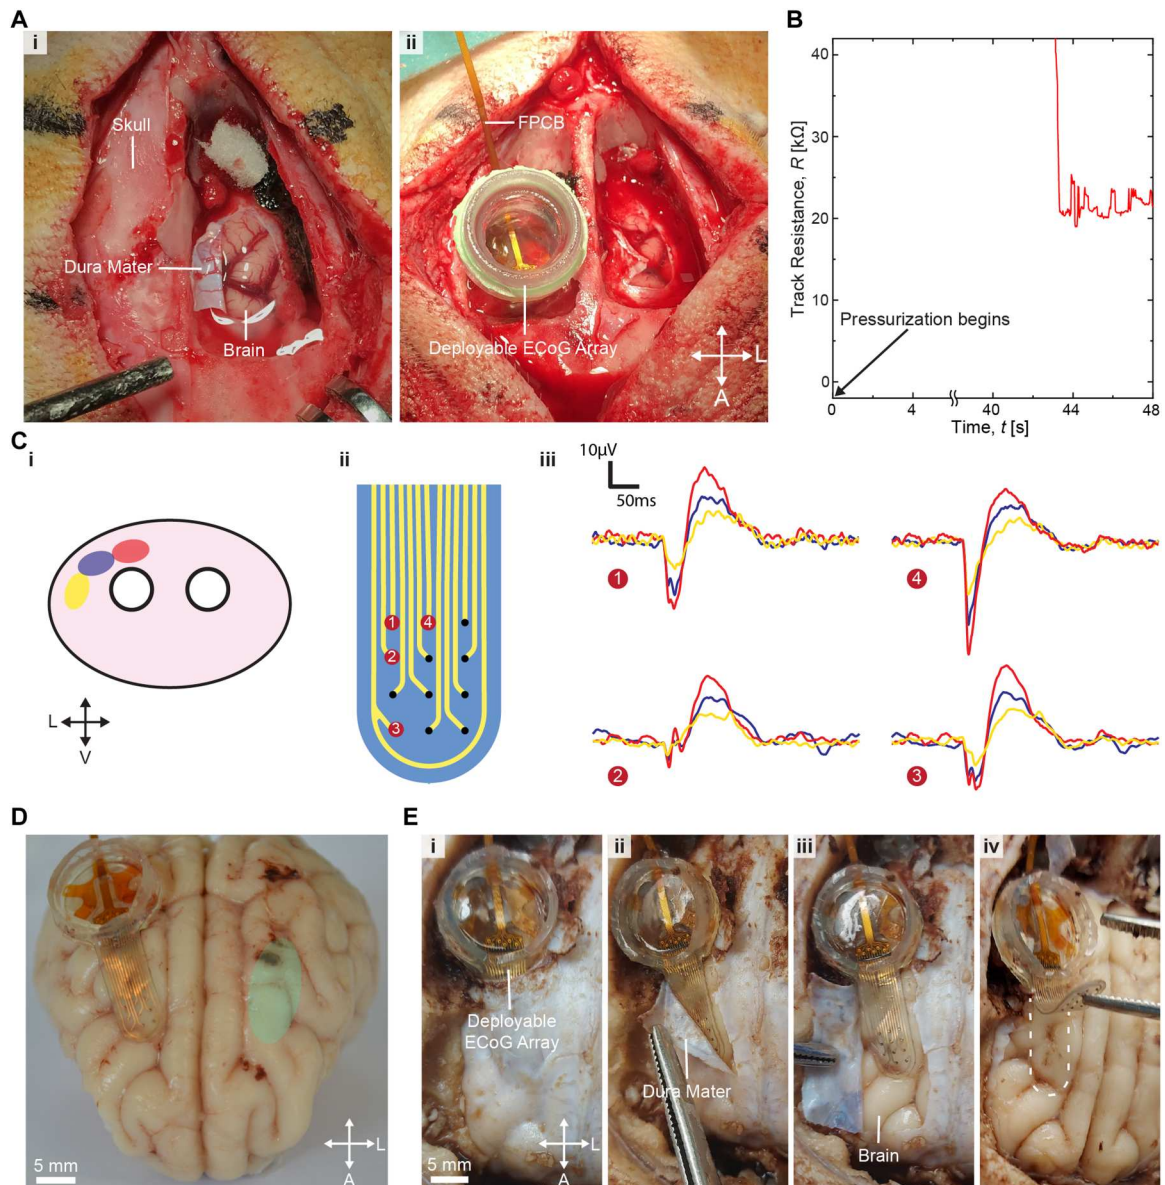 A
i
Skull
Dura Mater
Brain
ii
FPCB
Deployable ECoG Array
L
A
B
Track Resistance, R [kΩ]
40
30
20
10
0
Pressurization begins
0
4
40
44
48
Time, t [s]
C
i
L
V
ii
1
4
2
3
iii
10µV
50ms
1
4
2
3
D
5 mm
L
A
E
i
Deployable
ECoG Array
5 mm
L
A
ii
Dura Mater
iii
Brain
iv